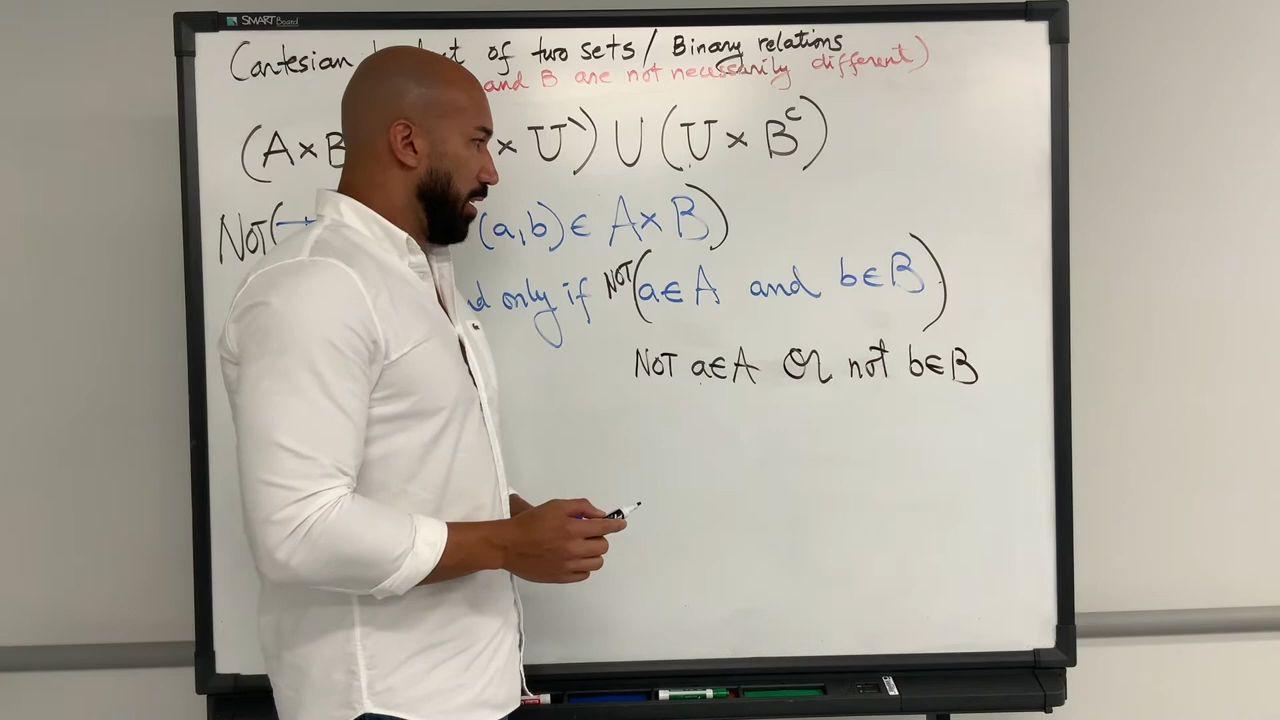 SMART Board
Cartesian of two sets / Binary relations
and B are not necessarily different)
(A×B × U) ∪ (U × Bᶜ)
NOT( (a,b) ∈ A×B)
only if NOT(a∈A and b∈B)
NOT a∈A OR not b∈B